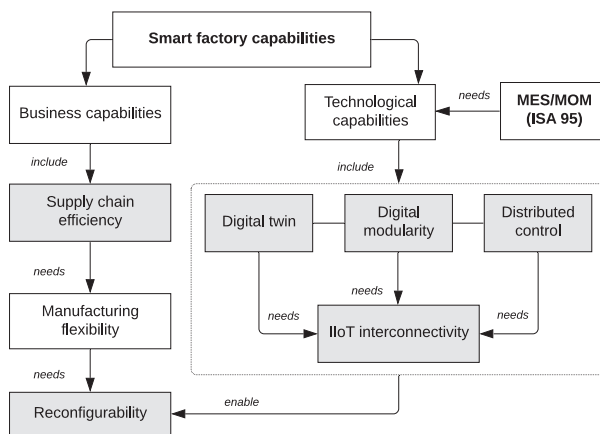 Smart factory capabilities
Business capabilities
Technological
capabilities
needs
MES/MOM
(ISA 95)
include
include
Supply chain
efficiency
Digital twin
Digital
modularity
Distributed
control
needs
Manufacturing
flexibility
needs
needs
needs
IIoT interconnectivity
needs
Reconfigurability
enable